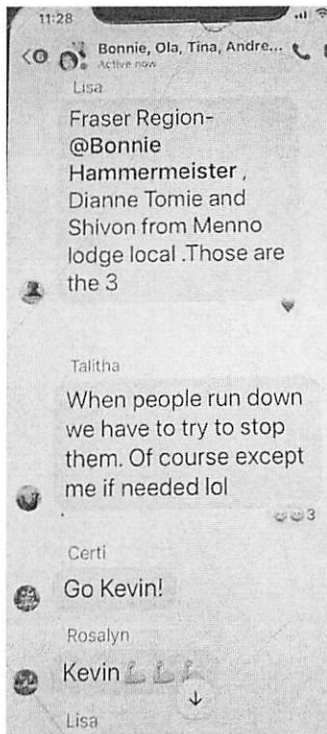 11:28
Bonnie, Ola, Tina, Andre...
Active now
Lisa
Fraser Region-
@Bonnie
Hammermeister ,
Dianne Tomie and
Shivon from Menno
lodge local .Those are
the 3
Talitha
When people run down
we have to try to stop
them. Of course except
me if needed lol
3
Certi
Go Kevin!
Rosalyn
Kevin
Lisa